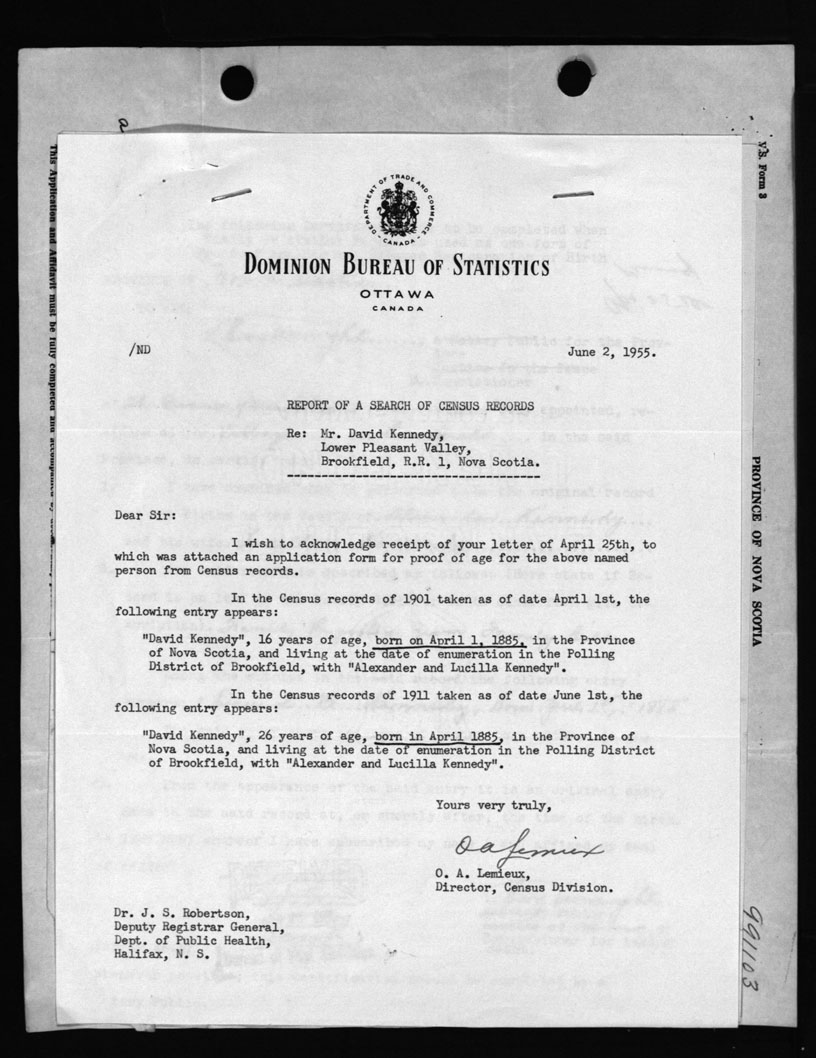 This Application and Affidavit must be fully completed and accompanied by
V.S. Form 3
PROVINCE OF NOVA SCOTIA
991103
DEPARTMENT OF TRADE AND COMMERCE
CANADA
DOMINION BUREAU OF STATISTICS
OTTAWA
CANADA
/ND
June 2, 1955.
REPORT OF A SEARCH OF CENSUS RECORDS
Re: Mr. David Kennedy,
Lower Pleasant Valley,
Brookfield, R.R. 1, Nova Scotia.
Dear Sir:
I wish to acknowledge receipt of your letter of April 25th, to
which was attached an application form for proof of age for the above named
person from Census records.
In the Census records of 1901 taken as of date April 1st, the
following entry appears:
"David Kennedy", 16 years of age, born on April 1, 1885, in the Province
of Nova Scotia, and living at the date of enumeration in the Polling
District of Brookfield, with "Alexander and Lucilla Kennedy".
In the Census records of 1911 taken as of date June 1st, the
following entry appears:
"David Kennedy", 26 years of age, born in April 1885, in the Province of
Nova Scotia, and living at the date of enumeration in the Polling District
of Brookfield, with "Alexander and Lucilla Kennedy".
Yours very truly,
O A Lemieux
O. A. Lemieux,
Director, Census Division.
Dr. J. S. Robertson,
Deputy Registrar General,
Dept. of Public Health,
Halifax, N. S.